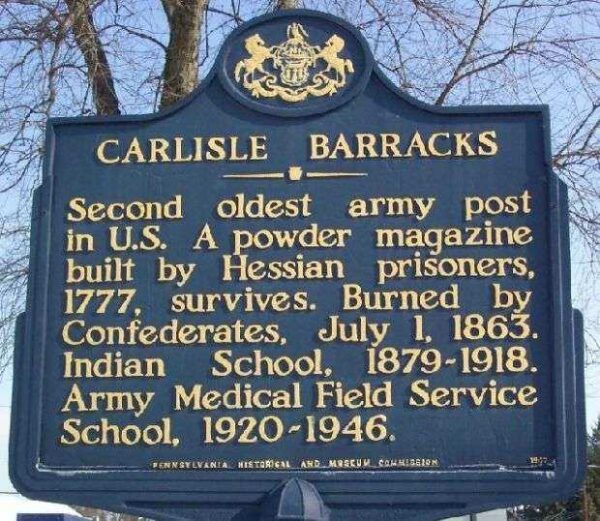 CARLISLE BARRACKS
Second oldest army post
in U.S. A powder magazine
built by Hessian prisoners,
1777, survives. Burned by
Confederates, July 1, 1863.
Indian School, 1879-1918.
Army Medical Field Service
School, 1920-1946.
PENNSYLVANIA HISTORICAL AND MUSEUM COMMISSION